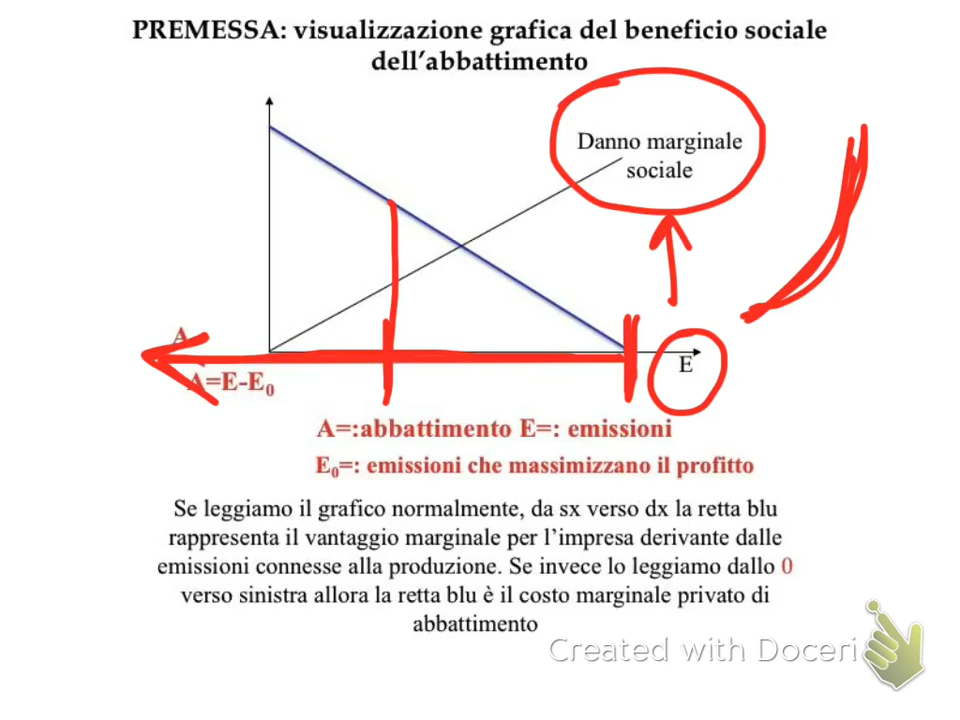 PREMESSA: visualizzazione grafica del beneficio sociale
dell'abbattimento
Danno marginale
sociale
A
E
A=E-E₀
A=:abbattimento E=: emissioni
E₀=: emissioni che massimizzano il profitto
Se leggiamo il grafico normalmente, da sx verso dx la retta blu
rappresenta il vantaggio marginale per l'impresa derivante dalle
emissioni connesse alla produzione. Se invece lo leggiamo dallo 0
verso sinistra allora la retta blu è il costo marginale privato di
abbattimento
Created with Doceri